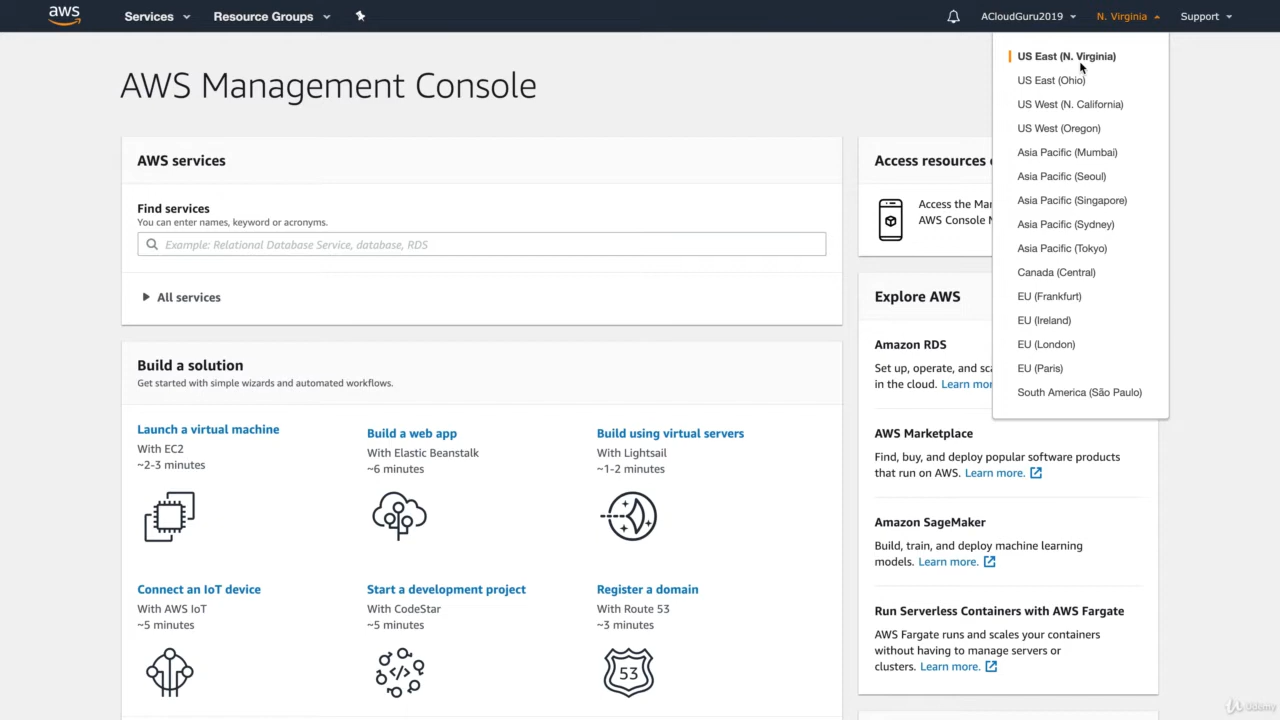 aws
Services
Resource Groups
ACloudGuru2019
N. Virginia
Support
US East (N. Virginia)
US East (Ohio)
US West (N. California)
US West (Oregon)
Asia Pacific (Mumbai)
Asia Pacific (Seoul)
Asia Pacific (Singapore)
Asia Pacific (Sydney)
Asia Pacific (Tokyo)
Canada (Central)
EU (Frankfurt)
EU (Ireland)
EU (London)
EU (Paris)
South America (São Paulo)
AWS Management Console
AWS services
Find services
You can enter names, keyword or acronyms.
Example: Relational Database Service, database, RDS
All services
Build a solution
Get started with simple wizards and automated workflows.
Launch a virtual machine
With EC2
~2-3 minutes
Build a web app
With Elastic Beanstalk
~6 minutes
Build using virtual servers
With Lightsail
~1-2 minutes
Connect an IoT device
With AWS IoT
~5 minutes
Start a development project
With CodeStar
~5 minutes
Register a domain
With Route 53
~3 minutes
53
Access resources
Access the
AWS Console
Explore AWS
Amazon RDS
Set up, operate, and
in the cloud. Learn
AWS Marketplace
Find, buy, and deploy popular software products
that run on AWS. Learn more.
Amazon SageMaker
Build, train, and deploy machine learning
models. Learn more.
Run Serverless Containers with AWS Fargate
AWS Fargate runs and scales your containers
without having to manage servers or
clusters. Learn more.
Udemy